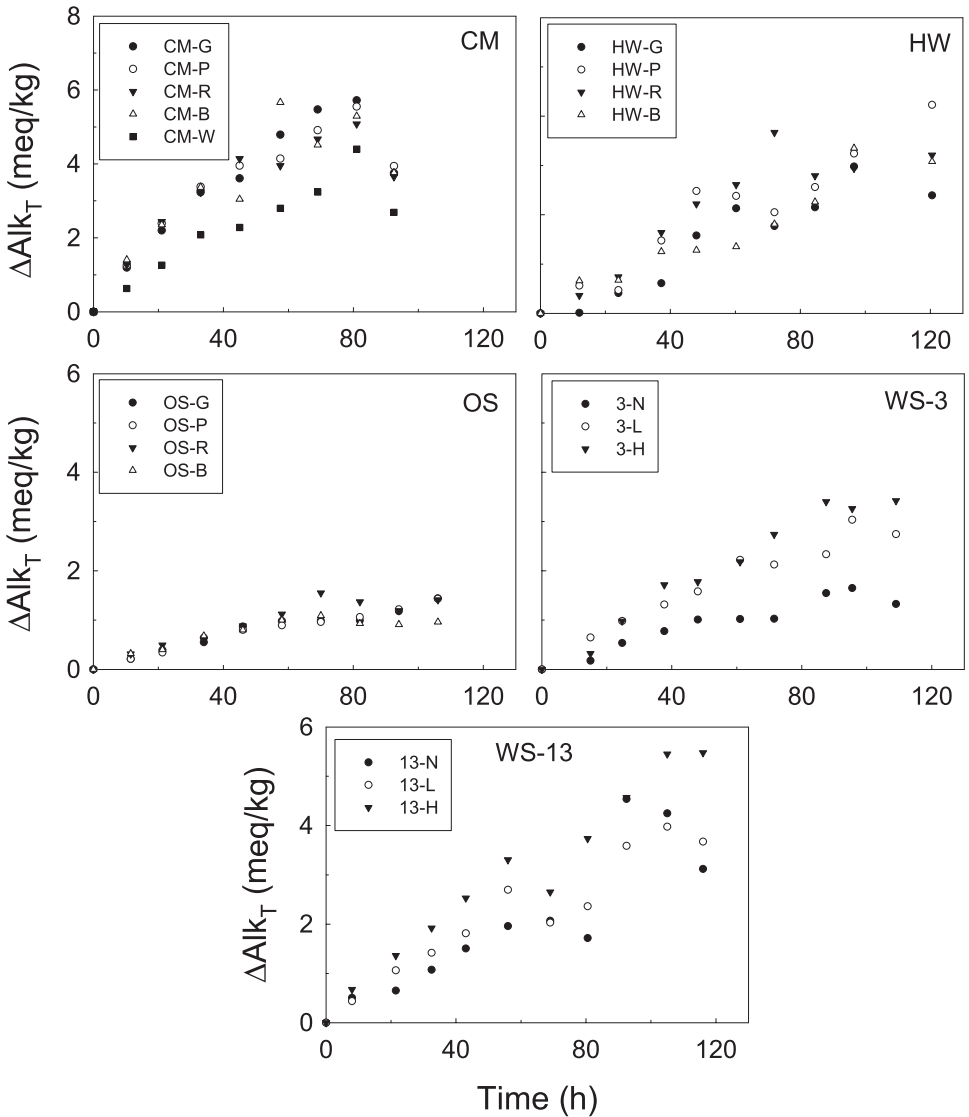 CM
CM-G
CM-P
CM-R
CM-B
CM-W
8
6
4
2
0
ΔAlkT (meq/kg)
0 40 80 120
HW
HW-G
HW-P
HW-R
HW-B
0 40 80 120
OS
OS-G
OS-P
OS-R
OS-B
6
4
2
0
ΔAlkT (meq/kg)
0 40 80 120
WS-3
3-N
3-L
3-H
0 40 80 120
WS-13
13-N
13-L
13-H
6
4
2
0
ΔAlkT (meq/kg)
0 40 80 120
Time (h)